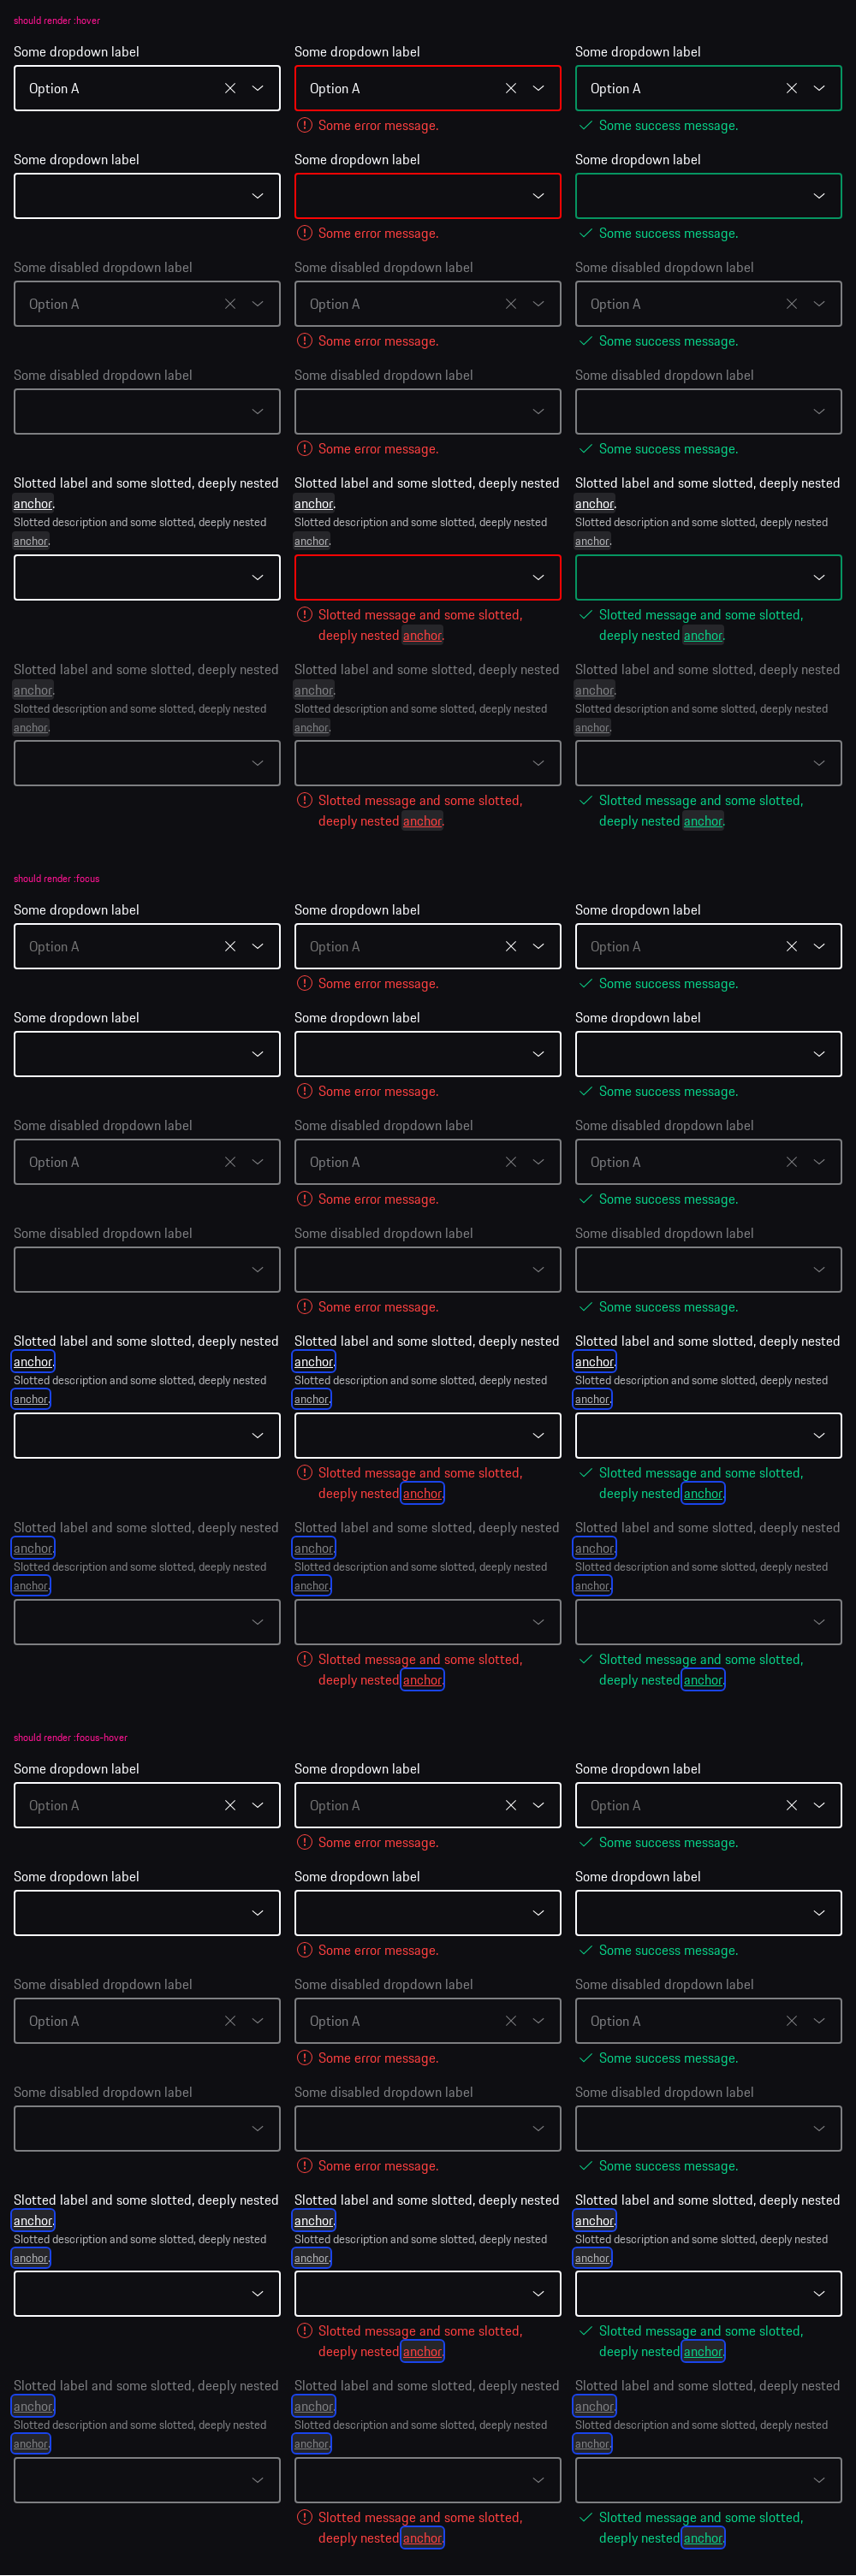 should render :hover
Some dropdown label Some dropdown label Some dropdown label
Option A Option A Option A
Some error message. Some success message.
Some dropdown label Some dropdown label Some dropdown label
Some error message. Some success message.
Some disabled dropdown label Some disabled dropdown label Some disabled dropdown label
Option A Option A Option A
Some error message. Some success message.
Some disabled dropdown label Some disabled dropdown label Some disabled dropdown label
Some error message. Some success message.
Slotted label and some slotted, deeply nested Slotted label and some slotted, deeply nested Slotted label and some slotted, deeply nested
anchor. anchor. anchor.
Slotted description and some slotted, deeply nested Slotted description and some slotted, deeply nested Slotted description and some slotted, deeply nested
anchor. anchor. anchor.
Slotted message and some slotted, Slotted message and some slotted,
deeply nested anchor. deeply nested anchor.
Slotted label and some slotted, deeply nested Slotted label and some slotted, deeply nested Slotted label and some slotted, deeply nested
anchor. anchor. anchor.
Slotted description and some slotted, deeply nested Slotted description and some slotted, deeply nested Slotted description and some slotted, deeply nested
anchor. anchor. anchor.
Slotted message and some slotted, Slotted message and some slotted,
deeply nested anchor. deeply nested anchor.
should render :focus
Some dropdown label Some dropdown label Some dropdown label
Option A Option A Option A
Some error message. Some success message.
Some dropdown label Some dropdown label Some dropdown label
Some error message. Some success message.
Some disabled dropdown label Some disabled dropdown label Some disabled dropdown label
Option A Option A Option A
Some error message. Some success message.
Some disabled dropdown label Some disabled dropdown label Some disabled dropdown label
Some error message. Some success message.
Slotted label and some slotted, deeply nested Slotted label and some slotted, deeply nested Slotted label and some slotted, deeply nested
anchor. anchor. anchor.
Slotted description and some slotted, deeply nested Slotted description and some slotted, deeply nested Slotted description and some slotted, deeply nested
anchor. anchor. anchor.
Slotted message and some slotted, Slotted message and some slotted,
deeply nested anchor. deeply nested anchor.
Slotted label and some slotted, deeply nested Slotted label and some slotted, deeply nested Slotted label and some slotted, deeply nested
anchor. anchor. anchor.
Slotted description and some slotted, deeply nested Slotted description and some slotted, deeply nested Slotted description and some slotted, deeply nested
anchor. anchor. anchor.
Slotted message and some slotted, Slotted message and some slotted,
deeply nested anchor. deeply nested anchor.
should render :focus-hover
Some dropdown label Some dropdown label Some dropdown label
Option A Option A Option A
Some error message. Some success message.
Some dropdown label Some dropdown label Some dropdown label
Some error message. Some success message.
Some disabled dropdown label Some disabled dropdown label Some disabled dropdown label
Option A Option A Option A
Some error message. Some success message.
Some disabled dropdown label Some disabled dropdown label Some disabled dropdown label
Some error message. Some success message.
Slotted label and some slotted, deeply nested Slotted label and some slotted, deeply nested Slotted label and some slotted, deeply nested
anchor. anchor. anchor.
Slotted description and some slotted, deeply nested Slotted description and some slotted, deeply nested Slotted description and some slotted, deeply nested
anchor. anchor. anchor.
Slotted message and some slotted, Slotted message and some slotted,
deeply nested anchor. deeply nested anchor.
Slotted label and some slotted, deeply nested Slotted label and some slotted, deeply nested Slotted label and some slotted, deeply nested
anchor. anchor. anchor.
Slotted description and some slotted, deeply nested Slotted description and some slotted, deeply nested Slotted description and some slotted, deeply nested
anchor. anchor. anchor.
Slotted message and some slotted, Slotted message and some slotted,
deeply nested anchor. deeply nested anchor.